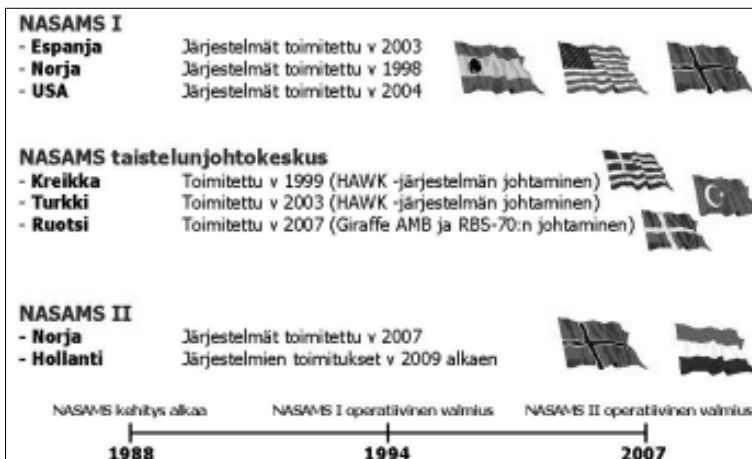 NASAMS I
- Espanja Järjestelmät toimitettu v 2003
- Norja Järjestelmät toimitettu v 1998
- USA Järjestelmät toimitettu v 2004
NASAMS taistelunjohtokeskus
- Kreikka Toimitettu v 1999 (HAWK -järjestelmän johtaminen)
- Turkki Toimitettu v 2003 (HAWK -järjestelmän johtaminen)
- Ruotsi Toimitettu v 2007 (Giraffe AMB ja RBS-70:n johtaminen)
NASAMS II
- Norja Järjestelmät toimitettu v 2007
- Hollanti Järjestelmien toimitukset v 2009 alkaen
NASAMS kehitys alkaa NASAMS I operatiivinen valmius NASAMS II operatiivinen valmius
1988 1994 2007